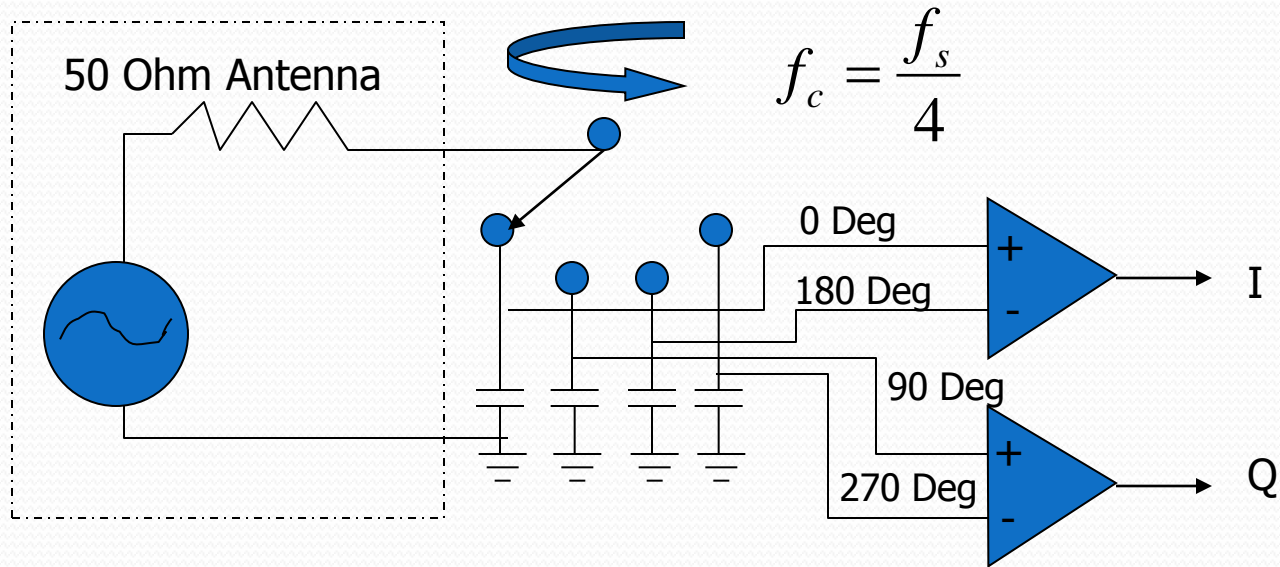 50 Ohm Antenna
f_c = f_s / 4
0 Deg
+
180 Deg
-
I
90 Deg
+
270 Deg
-
Q